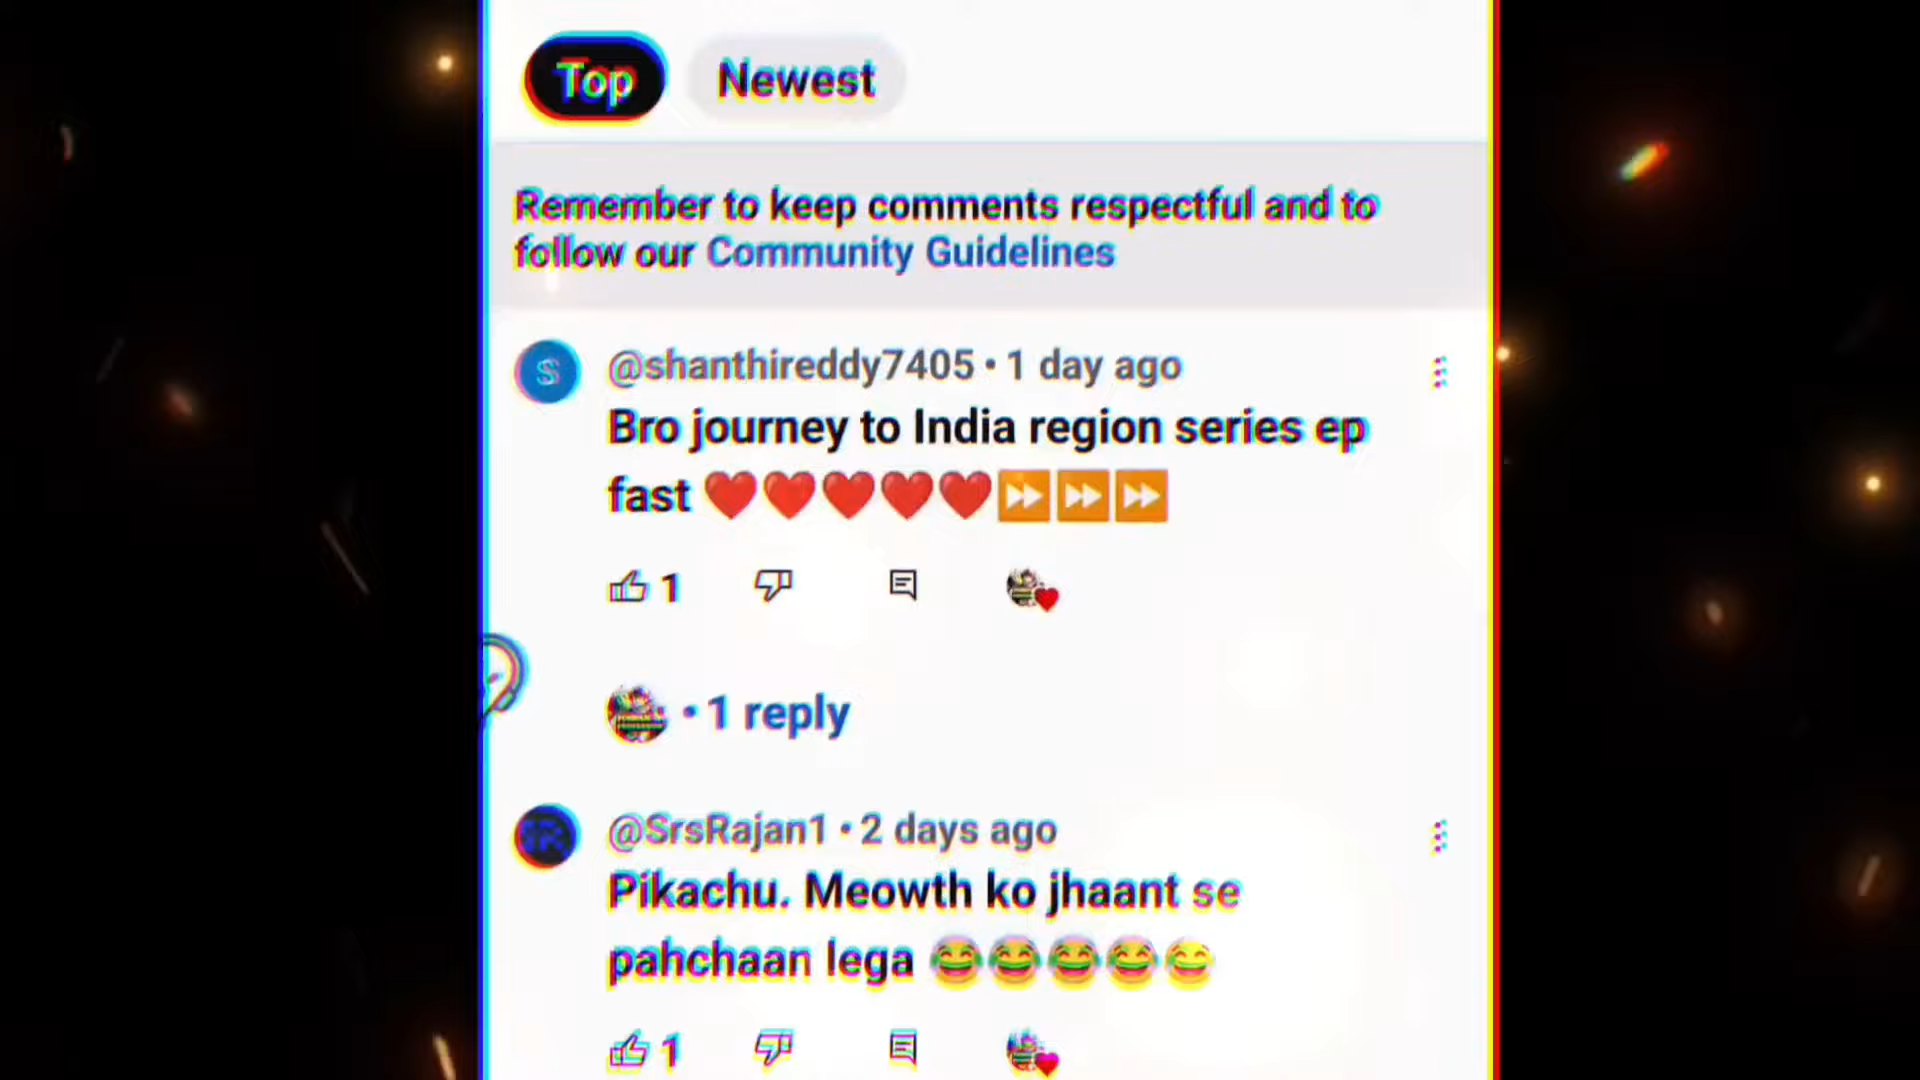 Top Newest
Remember to keep comments respectful and to
follow our Community Guidelines
@shanthireddy7405 • 1 day ago
Bro journey to India region series ep
fast ❤️❤️❤️❤️❤️⏩⏩⏩
1
• 1 reply
@SrsRajan1 • 2 days ago
Pikachu. Meowth ko jhaant se
pahchaan lega 😂😂😂😂😂
1